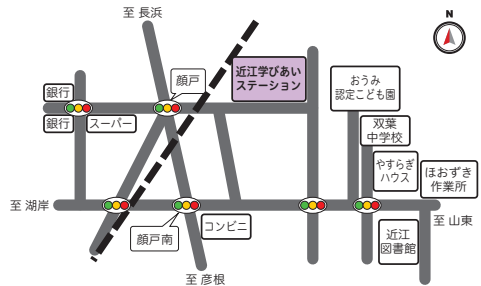 至 長浜
N
顔戸
近江学びあい
ステーション
おうみ
認定こども園
銀行
銀行
スーパー
双葉
中学校
やすらぎ
ハウス
ほおずき
作業所
至 湖岸
至 山東
顔戸南
コンビニ
近江
図書館
至 彦根